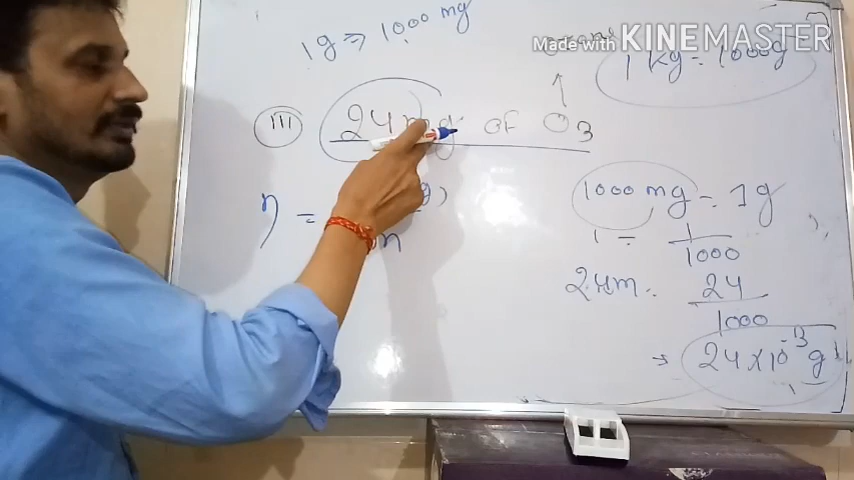 1g ⇒ 1000 mg
Made with KINEMASTER
1 kg = 1000g
III 24 mg of O3
1000 mg = 1g
η =
g)
1 = 1/1000
24m. 24/1000
→ 24×10⁻³ g